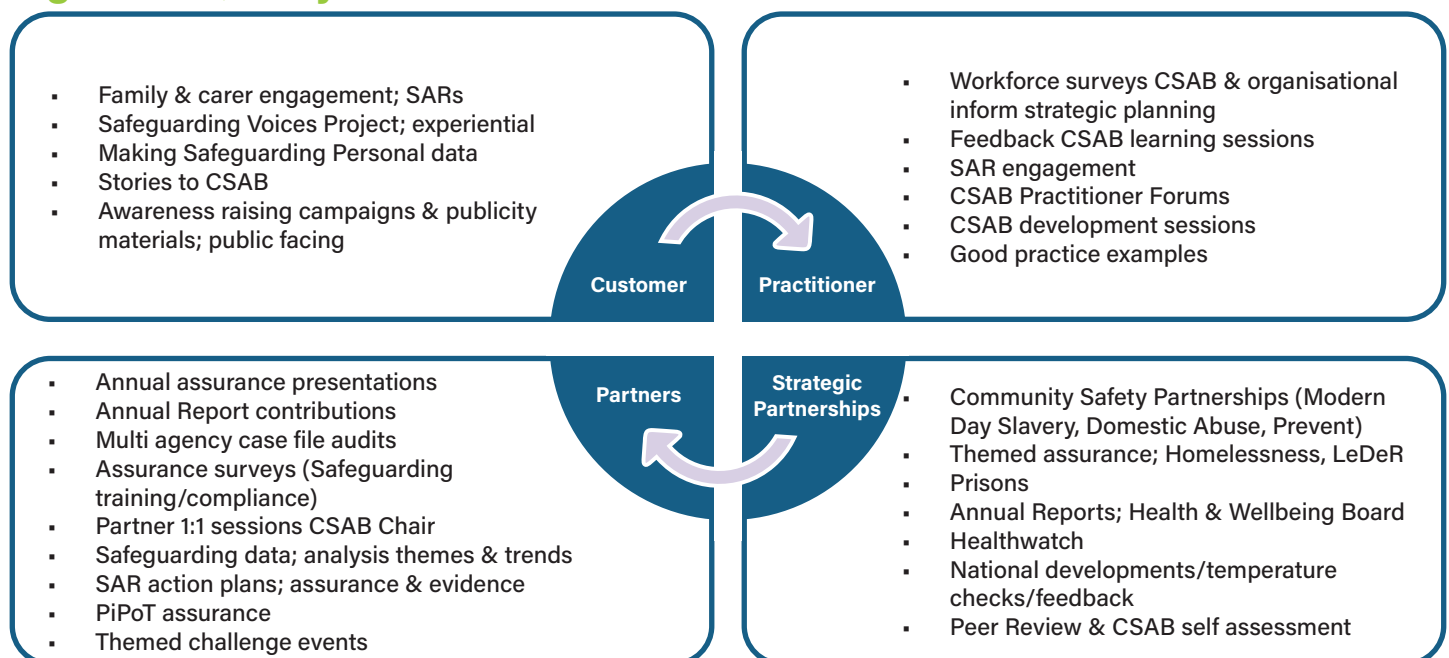 ▪ Family & carer engagement; SARs
▪ Safeguarding Voices Project; experiential
▪ Making Safeguarding Personal data
▪ Stories to CSAB
▪ Awareness raising campaigns & publicity
materials; public facing
Customer
▪ Workforce surveys CSAB & organisational
inform strategic planning
▪ Feedback CSAB learning sessions
▪ SAR engagement
▪ CSAB Practitioner Forums
▪ CSAB development sessions
▪ Good practice examples
Practitioner
▪ Annual assurance presentations
▪ Annual Report contributions
▪ Multi agency case file audits
▪ Assurance surveys (Safeguarding
training/compliance)
▪ Partner 1:1 sessions CSAB Chair
▪ Safeguarding data; analysis themes & trends
▪ SAR action plans; assurance & evidence
▪ PiPoT assurance
▪ Themed challenge events
Partners
Strategic
Partnerships
▪ Community Safety Partnerships (Modern
Day Slavery, Domestic Abuse, Prevent)
▪ Themed assurance; Homelessness, LeDeR
▪ Prisons
▪ Annual Reports; Health & Wellbeing Board
▪ Healthwatch
▪ National developments/temperature
checks/feedback
▪ Peer Review & CSAB self assessment